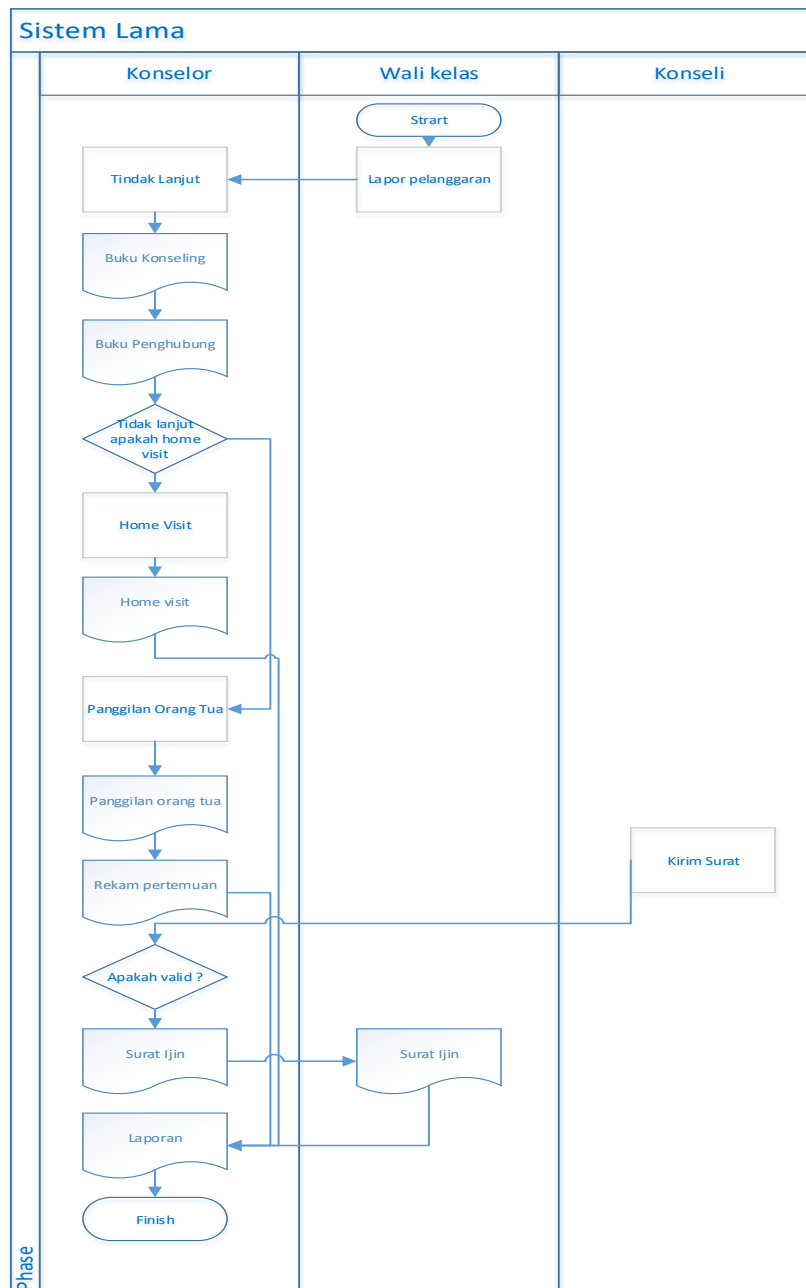 Sistem Lama
Konselor
Wali kelas
Konseli
Strart
Tindak Lanjut
Lapor pelanggaran
Buku Konseling
Buku Penghubung
Tidak lanjut
apakah home
visit
Home Visit
Home visit
Panggilan Orang Tua
Panggilan orang tua
Kirim Surat
Rekam pertemuan
Apakah valid ?
Surat Ijin
Surat Ijin
Laporan
Finish
Phase